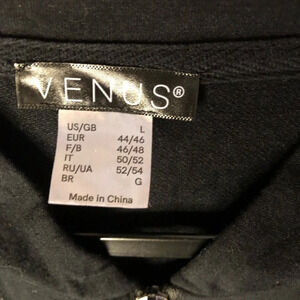 VENUS®
US/GB L
EUR 44/46
F/B 46/48
IT 50/52
RU/UA 52/54
BR G
Made in China